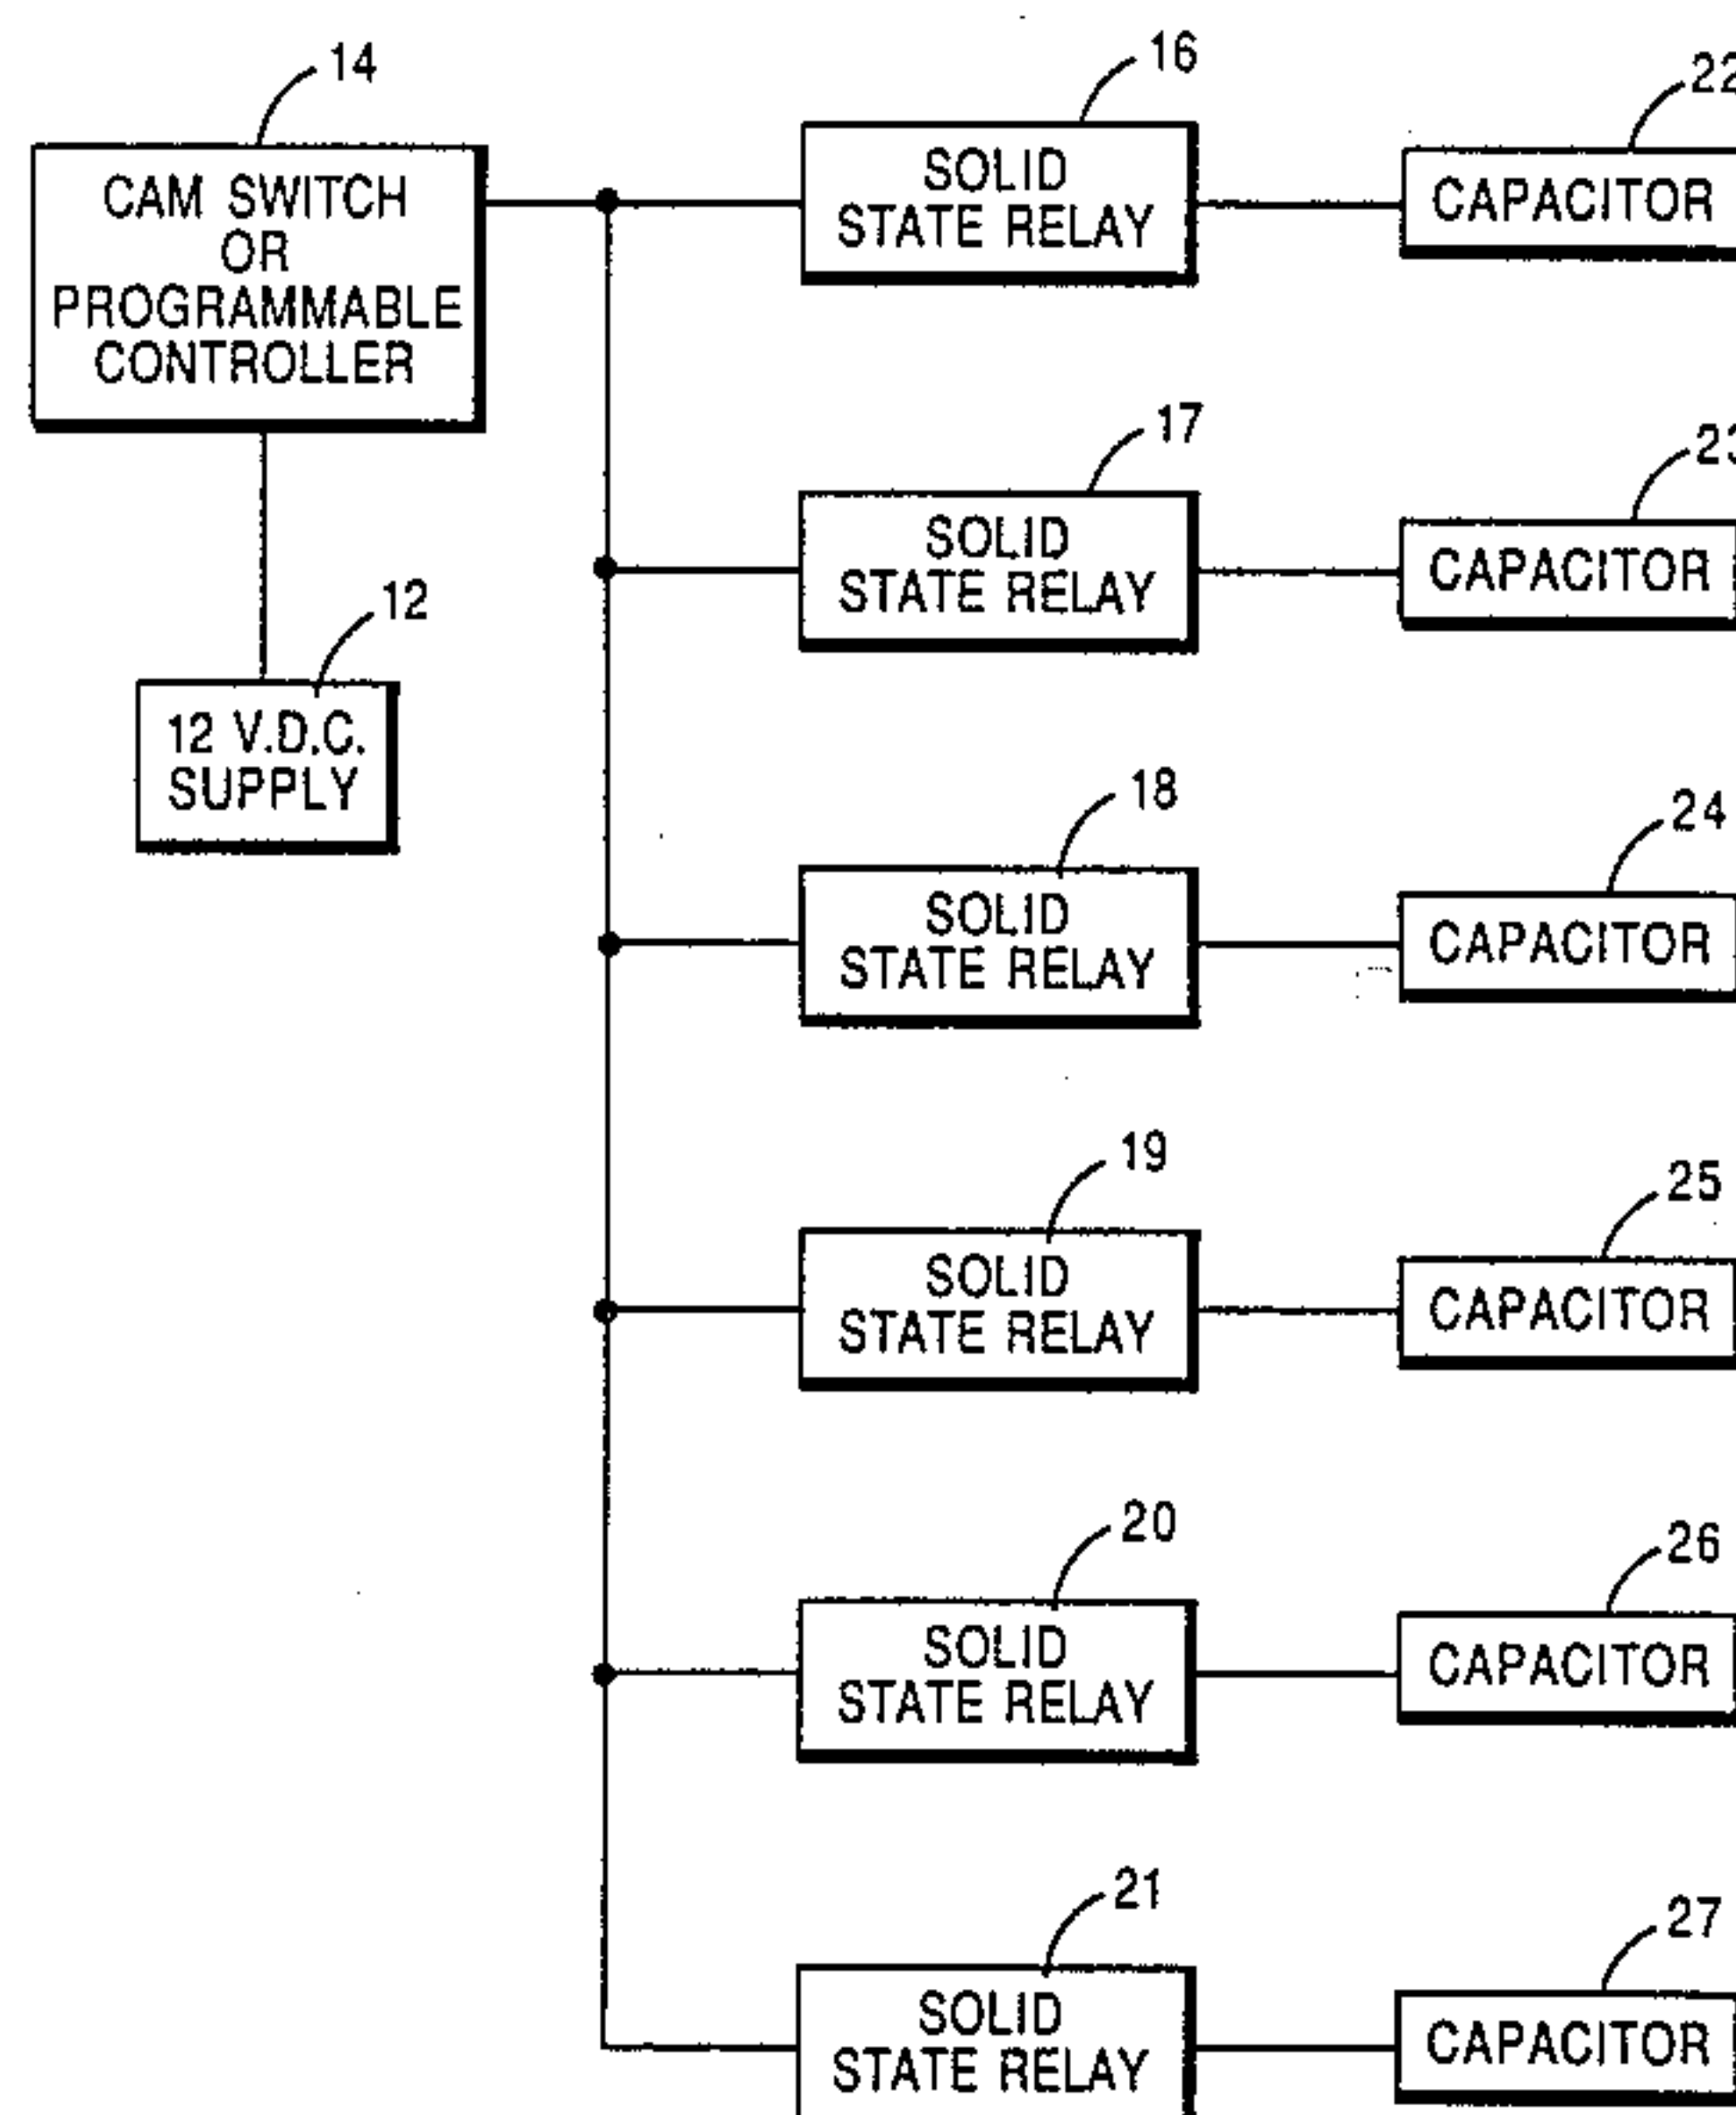 14
CAM SWITCH
OR
PROGRAMMABLE
CONTROLLER
12
12 V.D.C.
SUPPLY
16
SOLID
STATE RELAY
22
CAPACITOR
17
SOLID
STATE RELAY
23
CAPACITOR
18
SOLID
STATE RELAY
24
CAPACITOR
19
SOLID
STATE RELAY
25
CAPACITOR
20
SOLID
STATE RELAY
26
CAPACITOR
21
SOLID
STATE RELAY
27
CAPACITOR